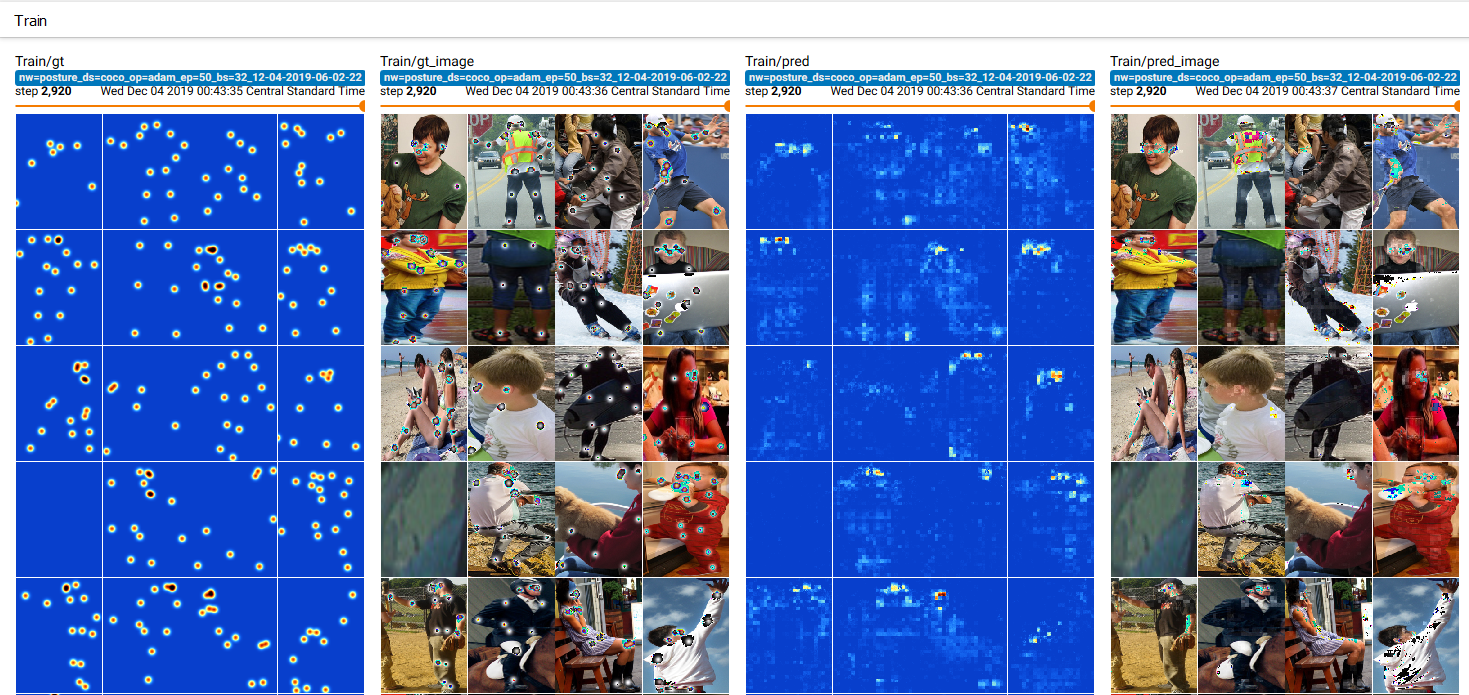 Train
Train/gt
nw=posture_ds=coco_op=adam_ep=50_bs=32_12-04-2019-06-02-22
step 2,920 Wed Dec 04 2019 00:43:35 Central Standard Time
Train/gt_image
nw=posture_ds=coco_op=adam_ep=50_bs=32_12-04-2019-06-02-22
step 2,920 Wed Dec 04 2019 00:43:36 Central Standard Time
Train/pred
nw=posture_ds=coco_op=adam_ep=50_bs=32_12-04-2019-06-02-22
step 2,920 Wed Dec 04 2019 00:43:36 Central Standard Time
Train/pred_image
nw=posture_ds=coco_op=adam_ep=50_bs=32_12-04-2019-06-02-22
step 2,920 Wed Dec 04 2019 00:43:37 Central Standard Time
OP
OP